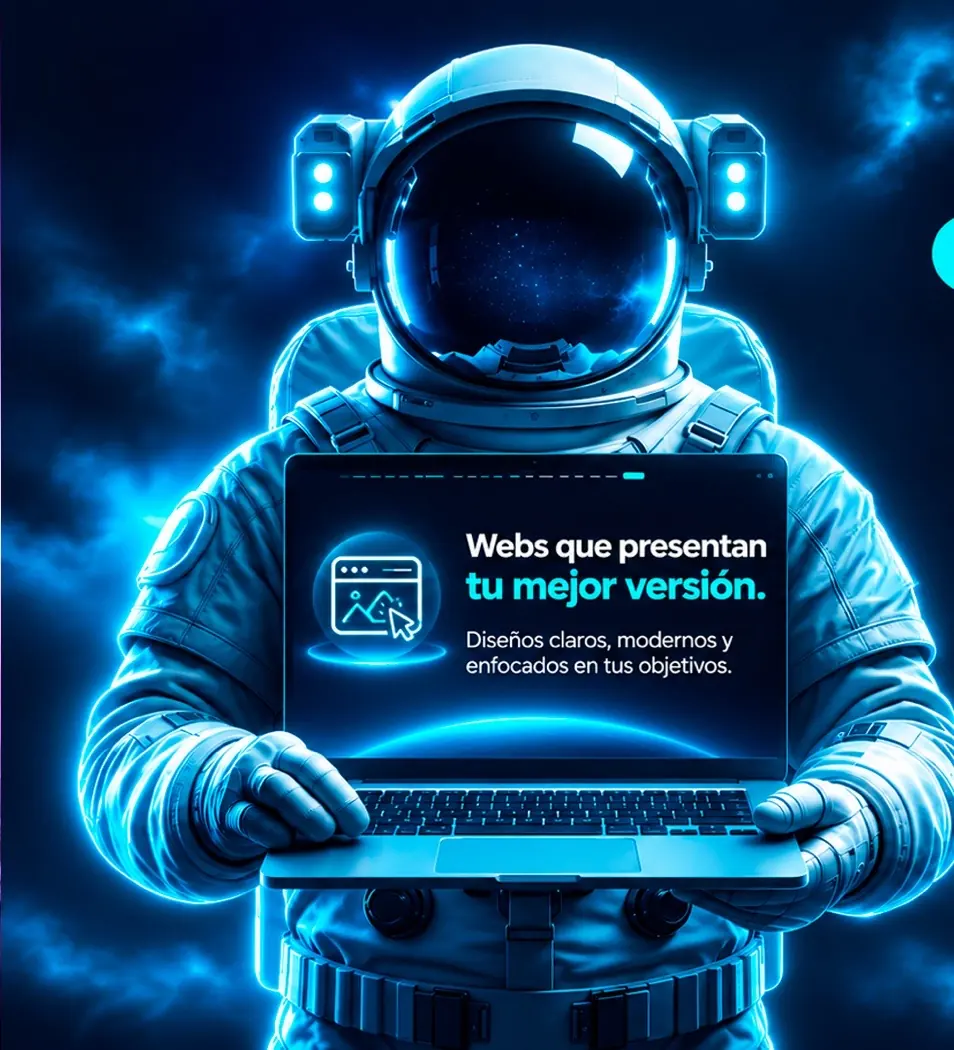 Webs que presentan
tu mejor versión.
Diseños claros, modernos y
enfocados en tus objetivos.